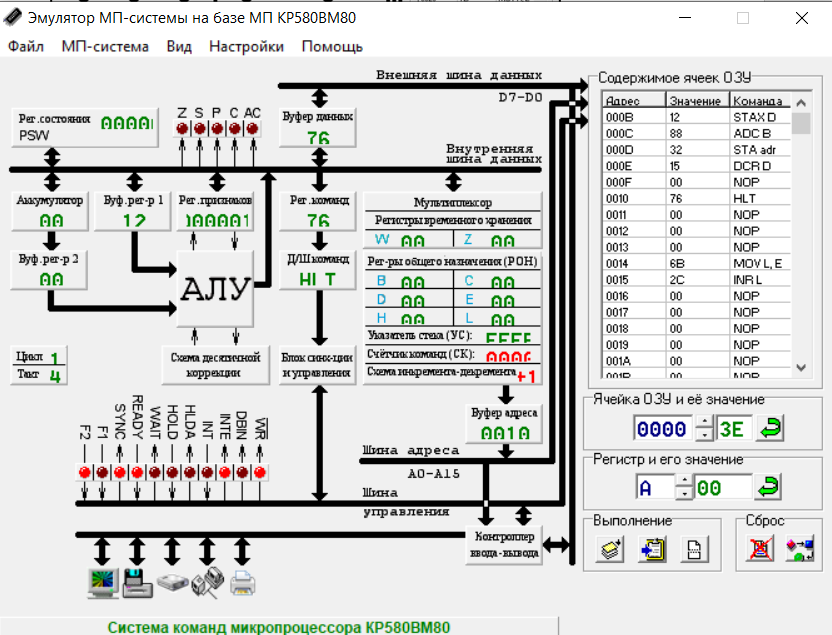 Эмулятор МП-системы на базе МП КР580ВМ80
Файл МП-система Вид Настройки Помощь
Внешняя шина данных
D7-D0
Рег.состояния
PSW
Z S P C AC
Буфер данных
76
Внутренняя
шина данных
Аккумулятор
00
Буф.рег-р 1
12
Рег.признаков
Рег.команд
76
Мультиплексор
Регистры временного хранения
W 00 Z 00
Буф.рег-р 2
00
АЛУ
Д/Ш команд
HLT
Рег-ры общего назначения (РОН)
B 00 C 00
D 00 E 00
H 00 L 00
Указатель стека (УС): FFFF
Счётчик команд (СК):
Схема инкремента-декремента +1
Цикл 1
Такт 4
Схема десятичной
коррекции
Блок синх-ции
и управления
Буфер адреса
0010
F2 F1 SYNC READY WAIT HOLD HLDA INT INTE DBIN WR
Шина адреса
A0-A15
Шина
управления
Контроллер
ввода-вывода
Система команд микропроцессора КР580ВМ80
Содержимое ячеек ОЗУ
Адрес Значение Команда
000B 12 STAX D
000C 88 ADC B
000D 32 STA adr
000E 15 DCR D
000F 00 NOP
0010 76 HLT
0011 00 NOP
0012 00 NOP
0013 00 NOP
0014 6B MOV L, E
0015 2C INR L
0016 00 NOP
0017 00 NOP
0018 00 NOP
0019 00 NOP
001A 00 NOP
001B 00 NOP
Ячейка ОЗУ и её значение
0000 3E
Регистр и его значение
A 00
Выполнение
Сброс